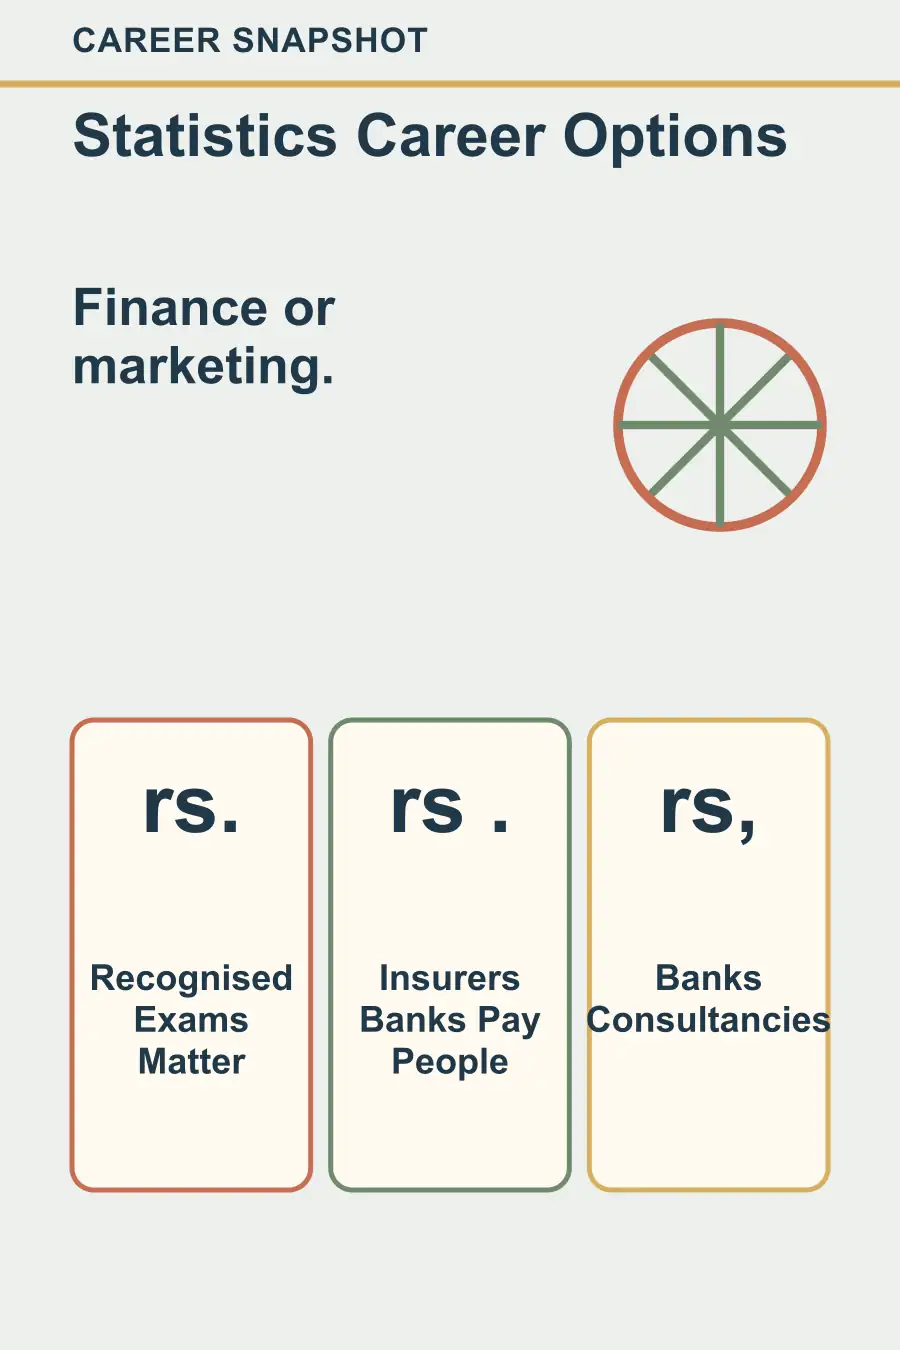 CAREER SNAPSHOT
Statistics Career Options
Finance or
marketing.
rs.
Recognised
Exams
Matter
rs .
Insurers
Banks Pay
People
rs,
Banks
Consultancies